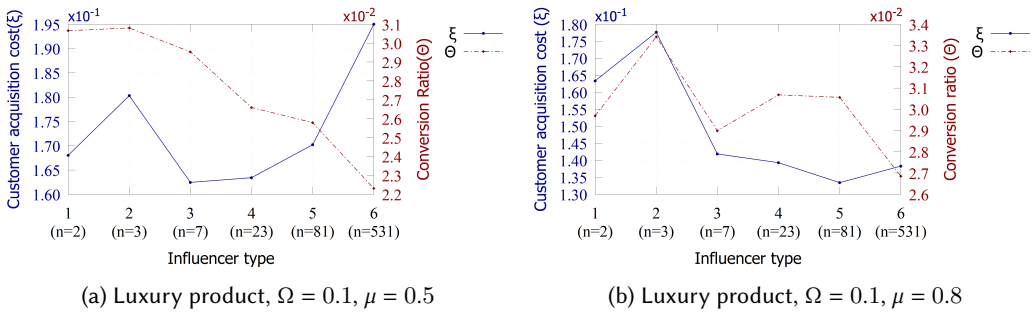 x10⁻¹ x10⁻²
Customer acquisition cost(ξ)
1.95
1.90
1.85
1.80
1.75
1.70
1.65
1.60
3.1
3.0
2.9
2.8
2.7
2.6
2.5
2.4
2.3
2.2
Conversion Ratio(Θ)
ξ
Θ
1 2 3 4 5 6
(n=2) (n=3) (n=7) (n=23) (n=81) (n=531)
Influencer type
(a) Luxury product, Ω = 0.1, μ = 0.5
x10⁻¹ x10⁻²
Customer acquisition cost (ξ)
1.80
1.75
1.70
1.65
1.60
1.55
1.50
1.45
1.40
1.35
1.30
3.4
3.3
3.2
3.1
3.0
2.9
2.8
2.7
2.6
Conversion ratio (Θ)
ξ
Θ
1 2 3 4 5 6
(n=2) (n=3) (n=7) (n=23) (n=81) (n=531)
Influencer type
(b) Luxury product, Ω = 0.1, μ = 0.8